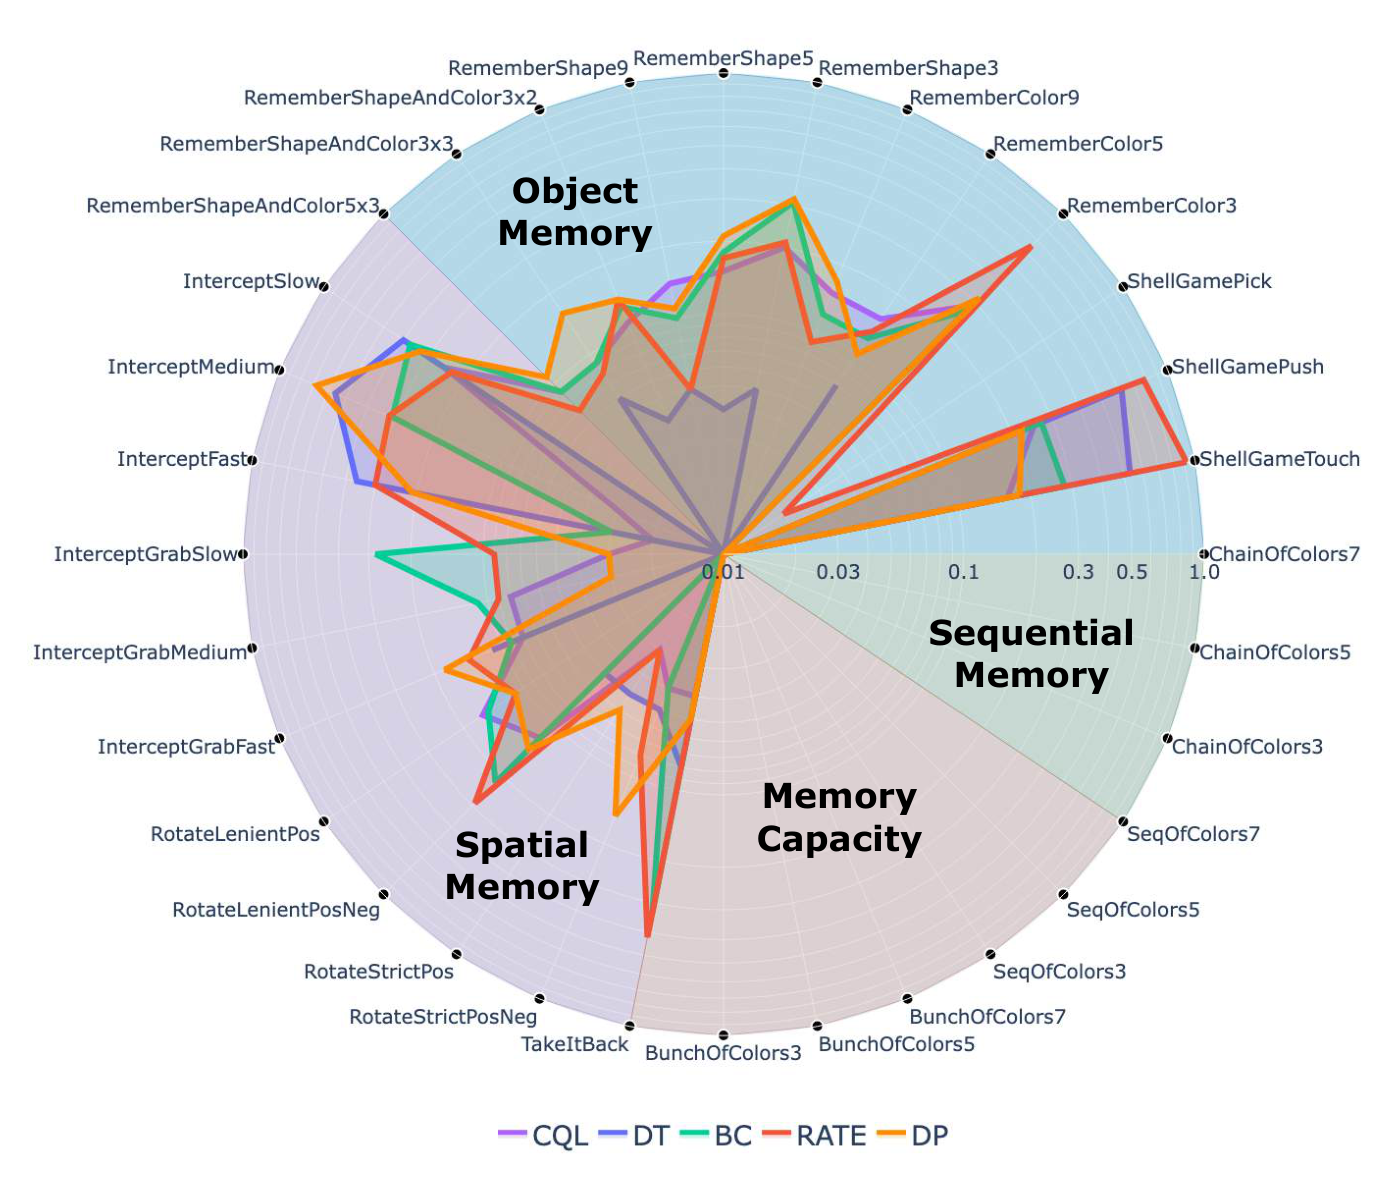 RememberShape5
RememberShape9
RememberShape3
RememberShapeAndColor3x2
RememberColor9
RememberShapeAndColor3x3
RememberColor5
RememberShapeAndColor5x3
RememberColor3
Object
Memory
InterceptSlow
ShellGamePick
InterceptMedium
ShellGamePush
InterceptFast
ShellGameTouch
InterceptGrabSlow
ChainOfColors7
0.01 0.03 0.1 0.3 0.5 1.0
Sequential
Memory
InterceptGrabMedium
ChainOfColors5
InterceptGrabFast
ChainOfColors3
Memory
Capacity
RotateLenientPos
SeqOfColors7
Spatial
Memory
RotateLenientPosNeg
SeqOfColors5
RotateStrictPos
SeqOfColors3
RotateStrictPosNeg
BunchOfColors7
TakeItBack
BunchOfColors3
BunchOfColors5
CQL DT BC RATE DP